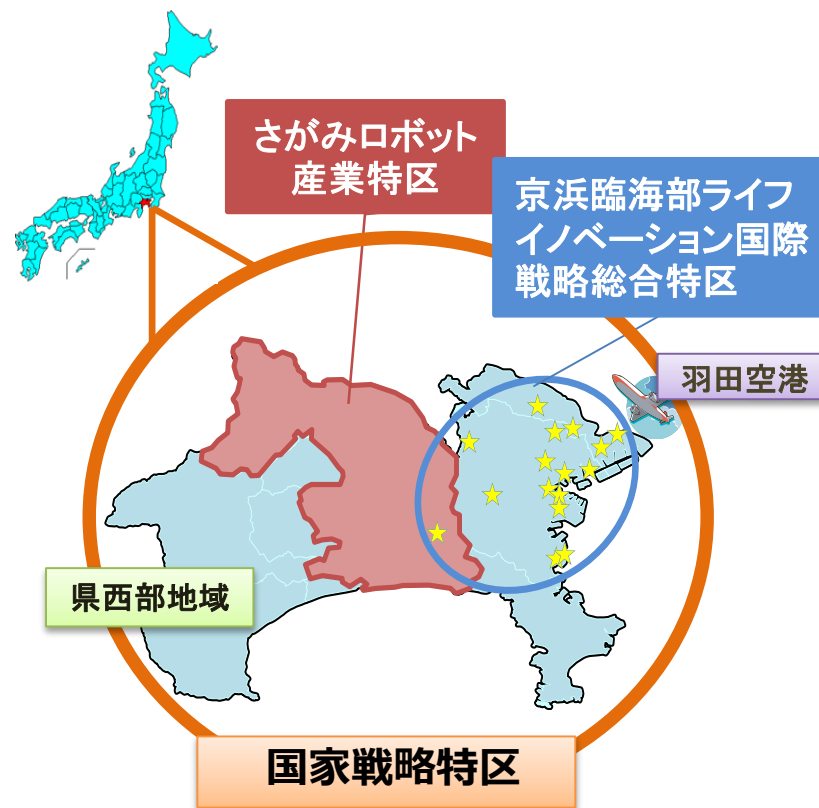 さがみロボット
産業特区
京浜臨海部ライフ
イノベーション国際
戦略総合特区
羽田空港
県西部地域
国家戦略特区